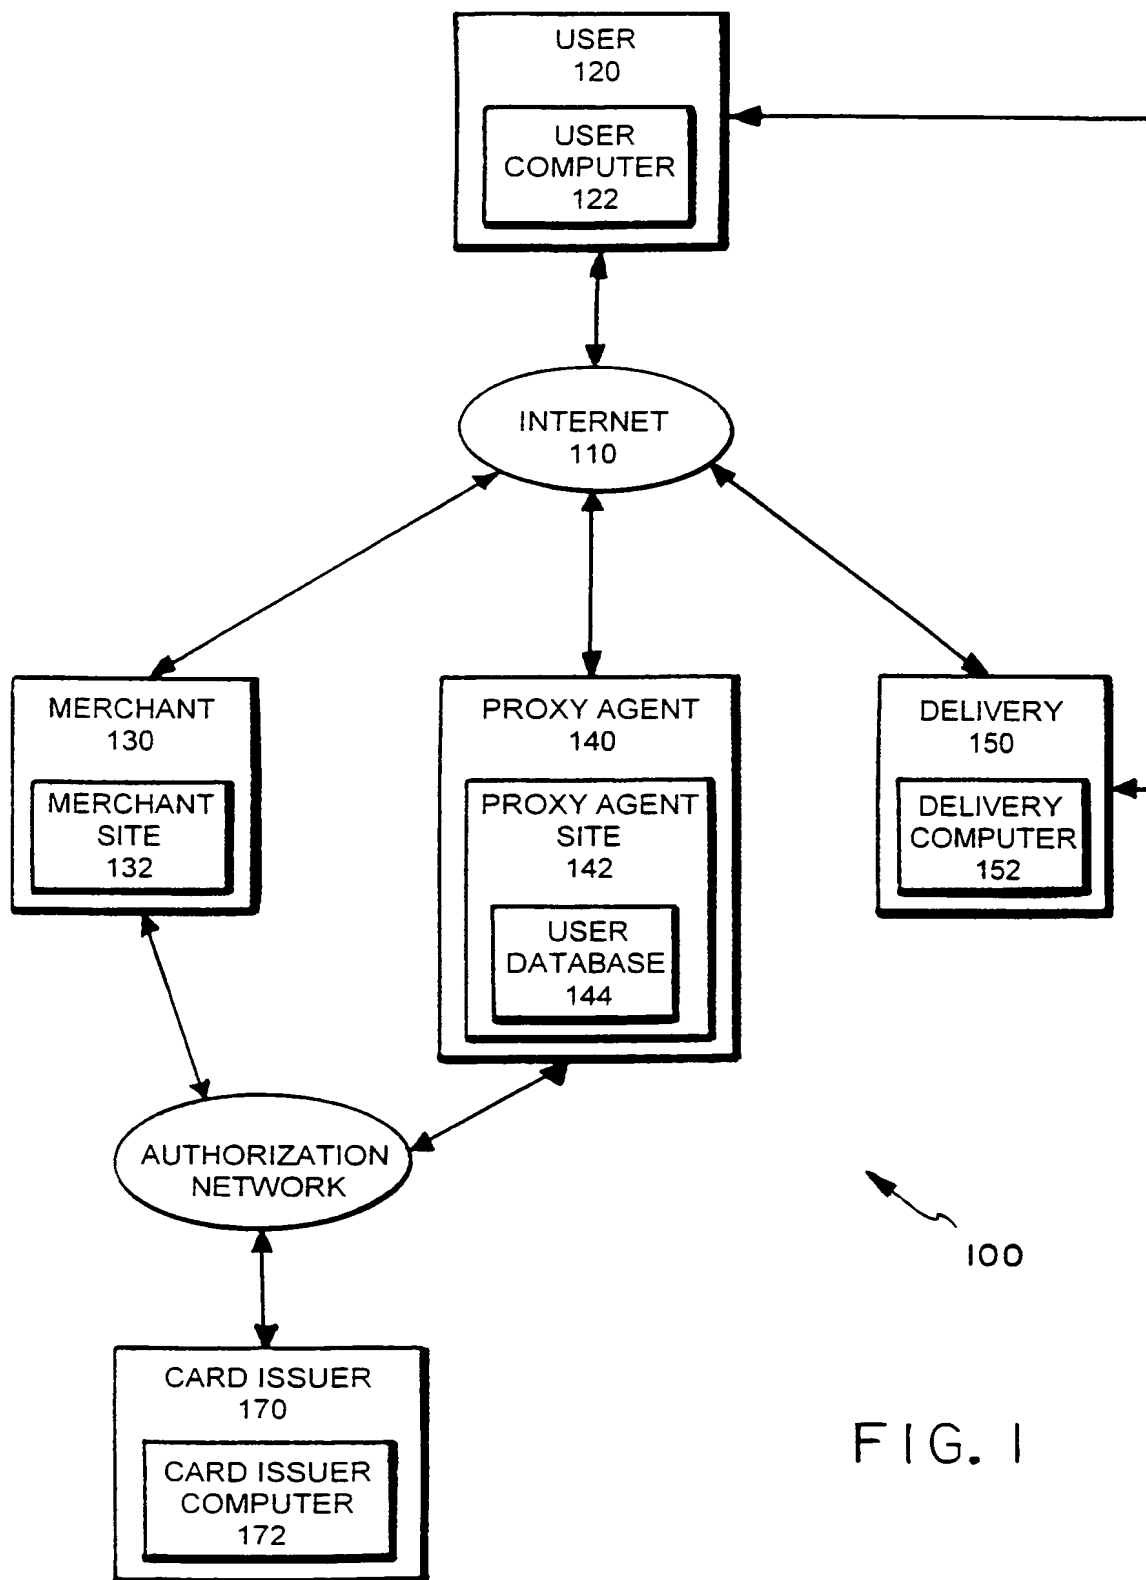 USER
120
USER
COMPUTER
122
INTERNET
110
MERCHANT
130
MERCHANT
SITE
132
PROXY AGENT
140
PROXY AGENT
SITE
142
USER
DATABASE
144
DELIVERY
150
DELIVERY
COMPUTER
152
AUTHORIZATION
NETWORK
100
CARD ISSUER
170
CARD ISSUER
COMPUTER
172
FIG. 1